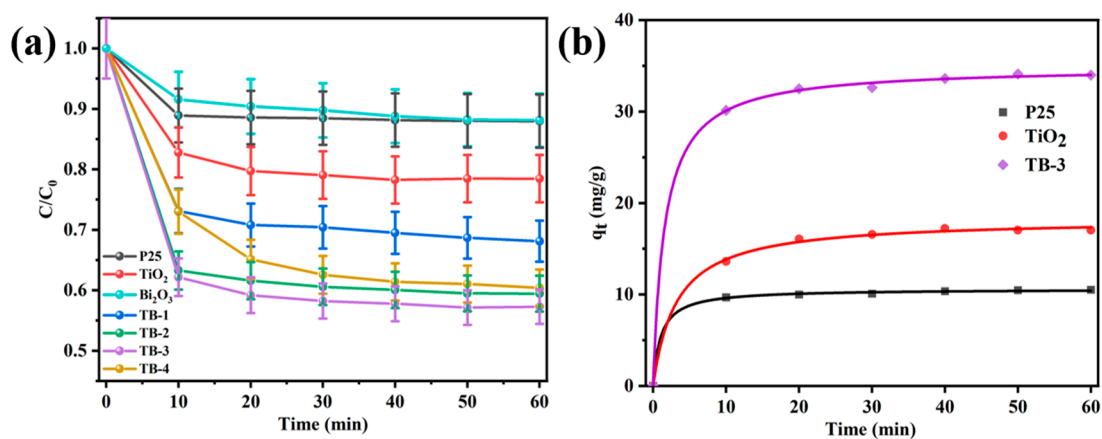 (a)
C/C0
1.0
0.9
0.8
0.7
0.6
0.5
P25
TiO2
Bi2O3
TB-1
TB-2
TB-3
TB-4
0 10 20 30 40 50 60
Time (min)
(b)
qt (mg/g)
40
30
20
10
0
P25
TiO2
TB-3
0 10 20 30 40 50 60
Time (min)